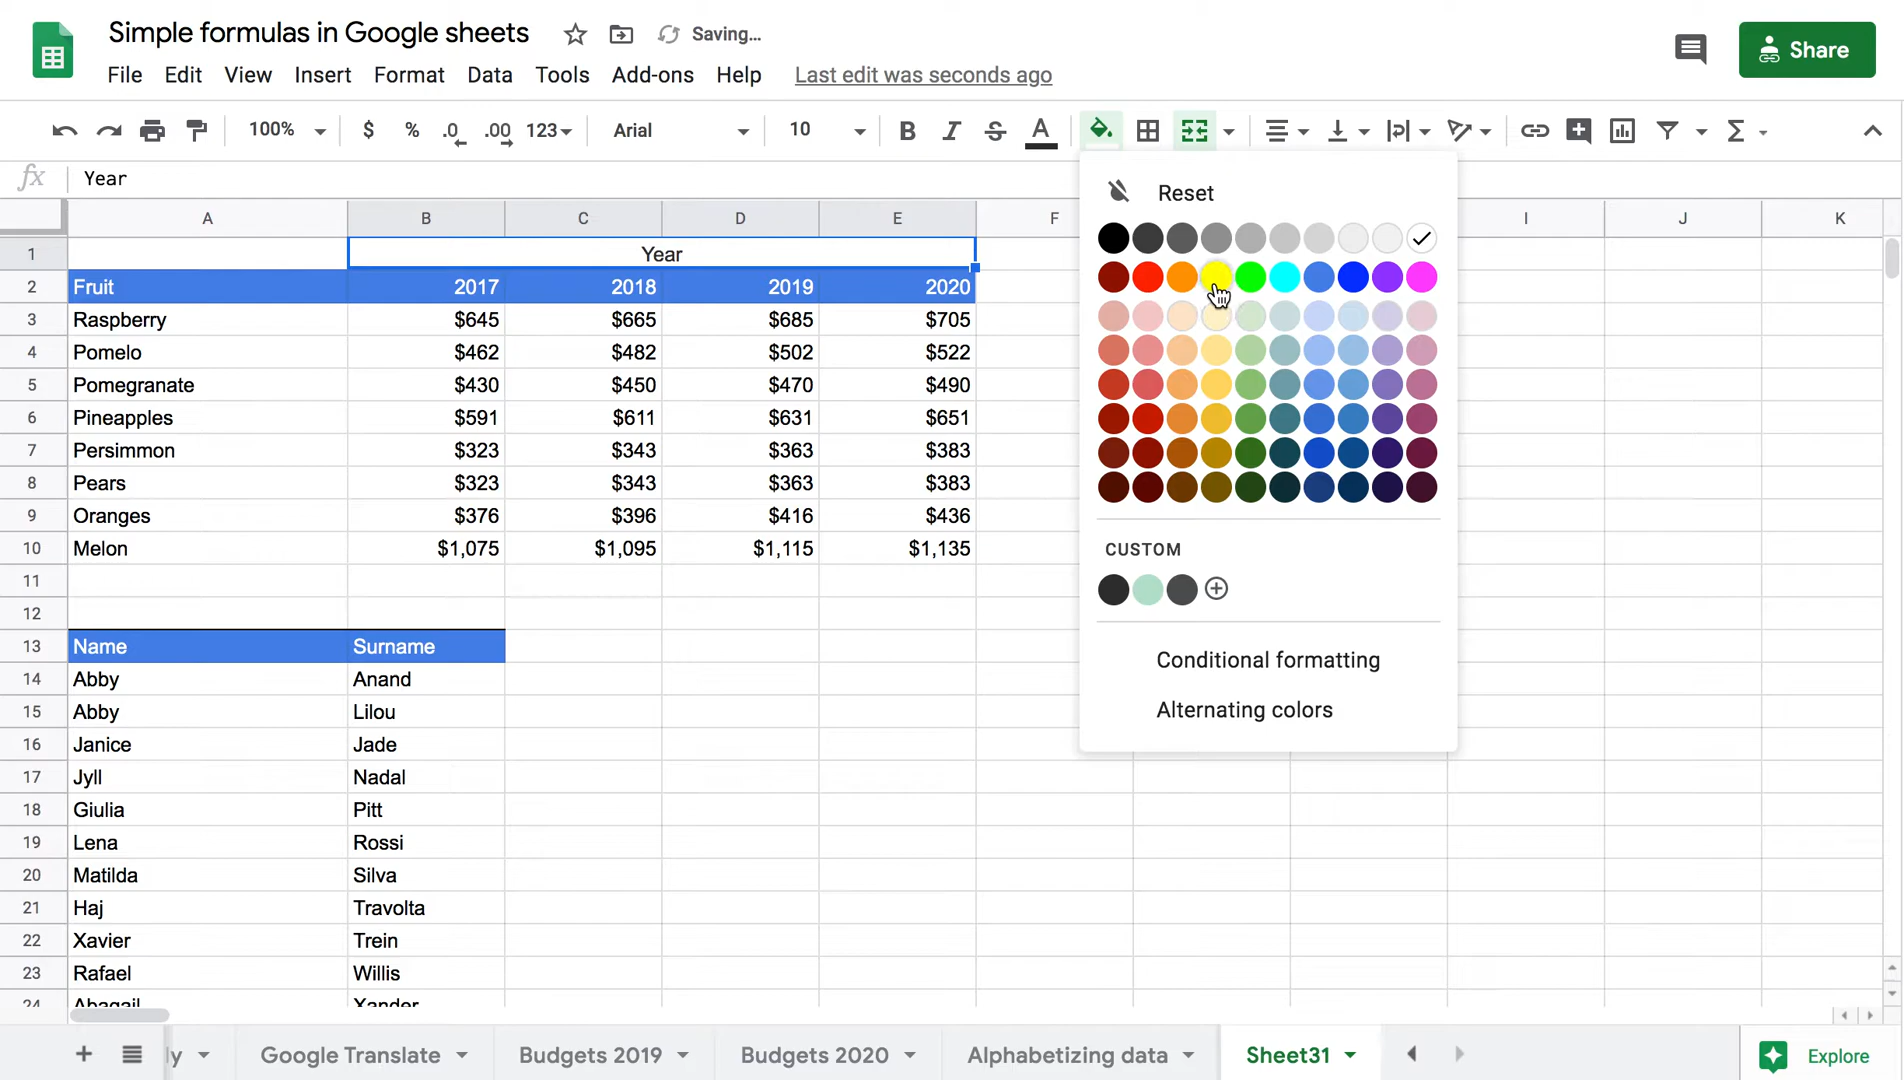 Simple formulas in Google sheets Saving...
Share
File Edit View Insert Format Data Tools Add-ons Help Last edit was seconds ago
100% $ % .0 .00 123 Arial 10 B I S A Σ
fx Year
A B C D E F I J K
Reset
1 Year
2 Fruit 2017 2018 2019 2020
3 Raspberry $645 $665 $685 $705
4 Pomelo $462 $482 $502 $522
5 Pomegranate $430 $450 $470 $490
6 Pineapples $591 $611 $631 $651
7 Persimmon $323 $343 $363 $383
8 Pears $323 $343 $363 $383
9 Oranges $376 $396 $416 $436
10 Melon $1,075 $1,095 $1,115 $1,135
CUSTOM
11
12
13 Name Surname
Conditional formatting
14 Abby Anand
15 Abby Lilou
Alternating colors
16 Janice Jade
17 Jyll Nadal
18 Giulia Pitt
19 Lena Rossi
20 Matilda Silva
21 Haj Travolta
22 Xavier Trein
23 Rafael Willis
24 Abagail Xander
ly Google Translate Budgets 2019 Budgets 2020 Alphabetizing data Sheet31 Explore